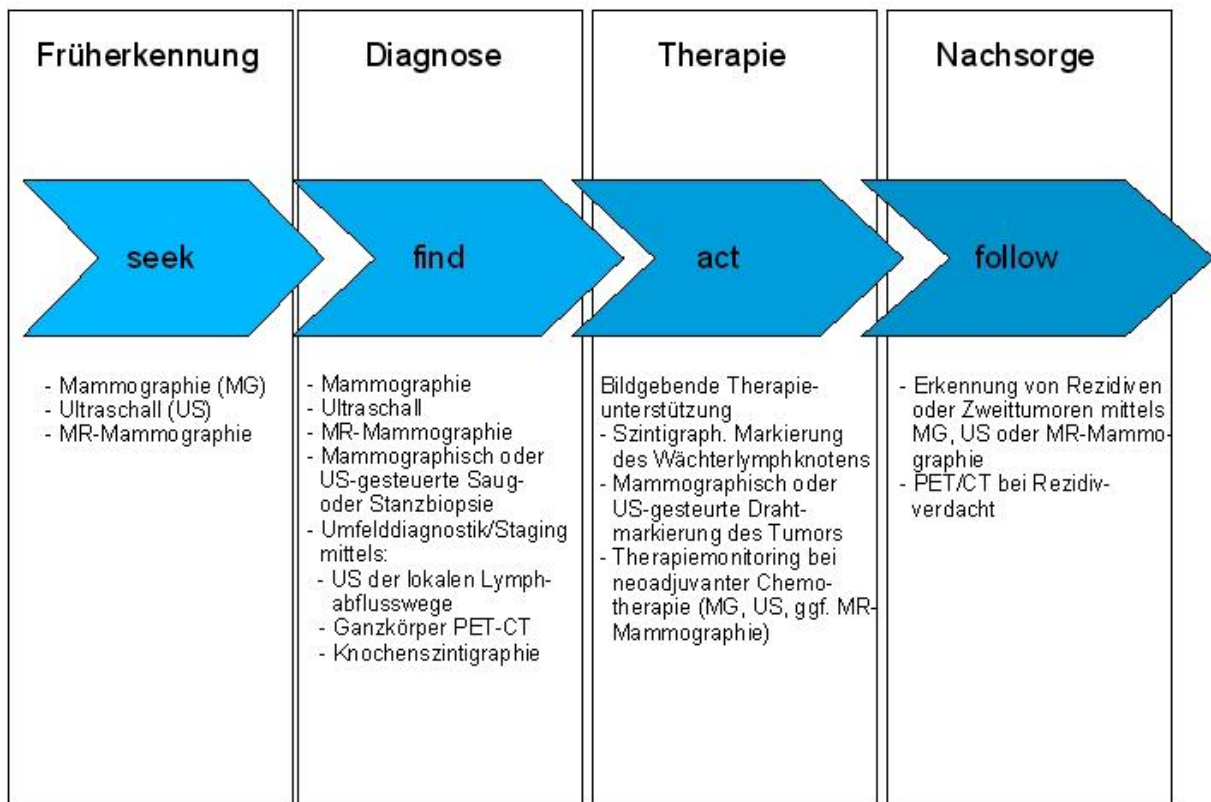 Früherkennung
Diagnose
Therapie
Nachsorge
seek
find
act
follow
- Mammographie (MG)
- Ultraschall (US)
- MR-Mammographie
- Mammographie
- Ultraschall
- MR-Mammographie
- Mammographisch oder
US-gesteuerte Saug-
oder Stanzbiopsie
- Umfelddiagnostik/Staging
mittels:
- US der lokalen Lymph-
abflusswege
- Ganzkörper PET-CT
- Knochenszintigraphie
Bildgebende Therapie-
unterstützung
- Szintigraph. Markierung
des Wächterlymphknotens
- Mammographisch oder
US-gesteurte Draht-
markierung des Tumors
- Therapiemonitoring bei
neoadjuvanter Chemo-
therapie (MG, US, ggf. MR-
Mammographie)
- Erkennung von Rezidiven
oder Zweittumoren mittels
MG, US oder MR-Mammo-
graphie
- PET/CT bei Rezidiv-
verdacht